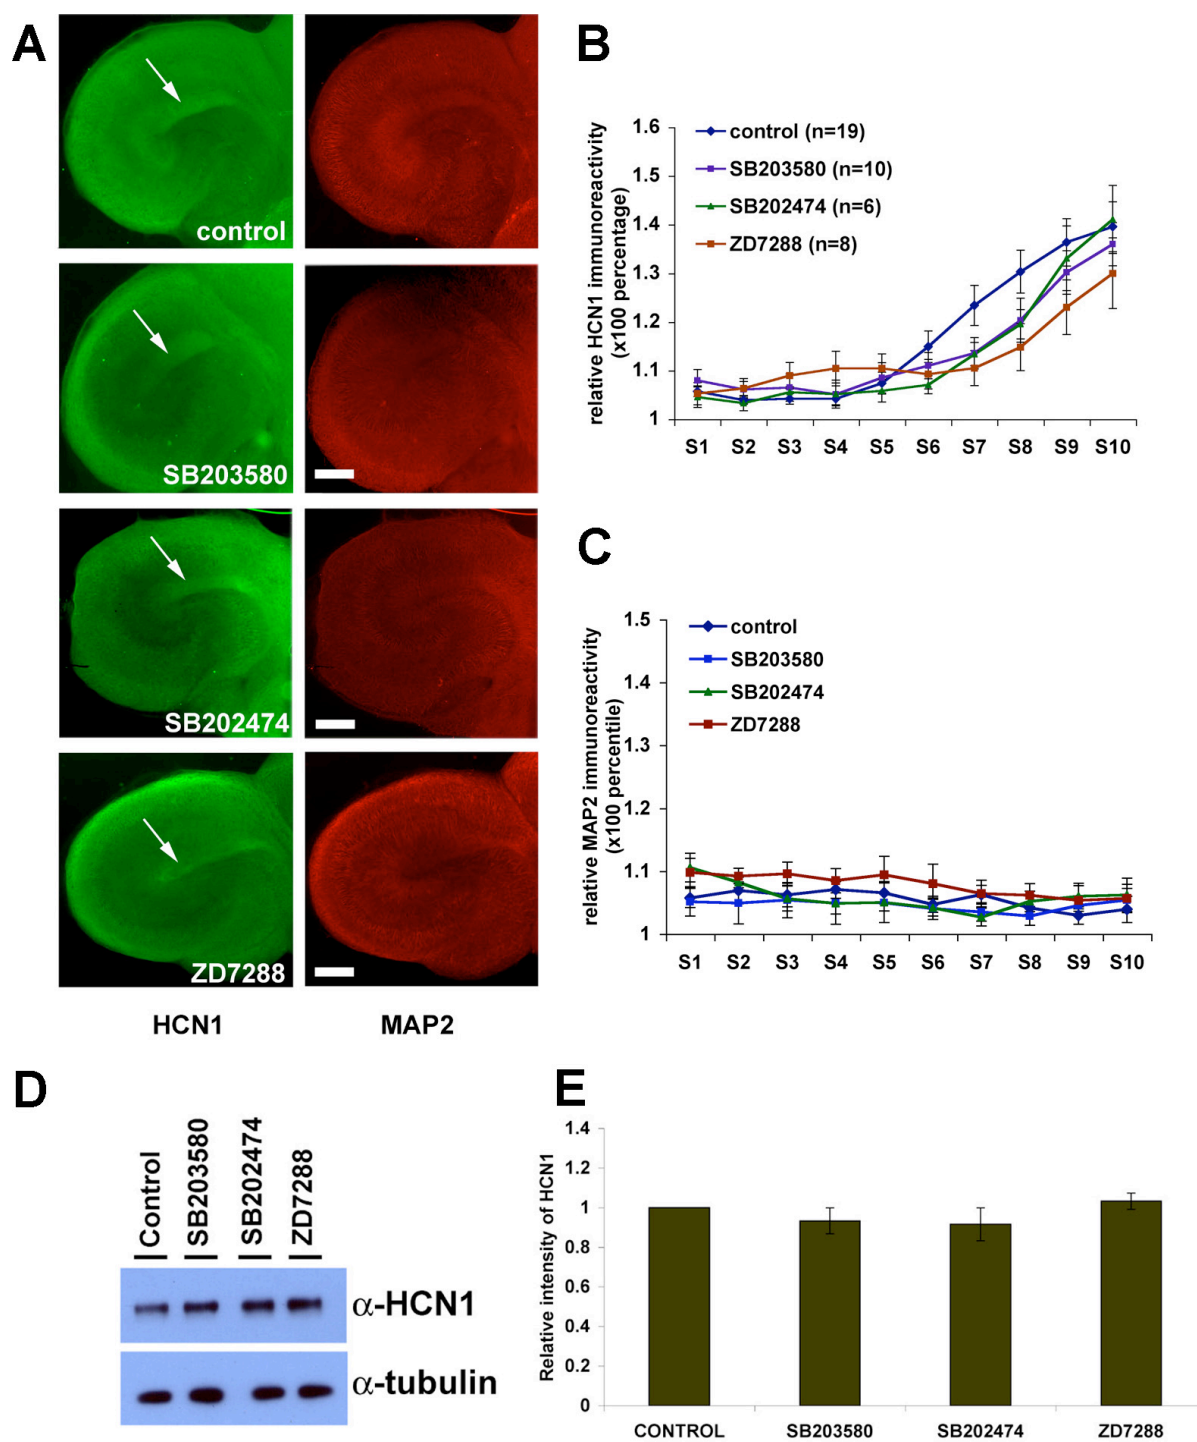 A
control
SB203580
SB202474
ZD7288
HCN1
MAP2
B
relative HCN1 immunoreactivity
(x100 percentage)
1.6
1.5
1.4
1.3
1.2
1.1
1
control (n=19)
SB203580 (n=10)
SB202474 (n=6)
ZD7288 (n=8)
S1 S2 S3 S4 S5 S6 S7 S8 S9 S10
C
relative MAP2 immunoreactivity
(x100 percentile)
1.5
1.4
1.3
1.2
1.1
1
control
SB203580
SB202474
ZD7288
S1 S2 S3 S4 S5 S6 S7 S8 S9 S10
D
Control
SB203580
SB202474
ZD7288
α-HCN1
α-tubulin
E
Relative intensity of HCN1
1.4
1.2
1
0.8
0.6
0.4
0.2
0
CONTROL SB203580 SB202474 ZD7288